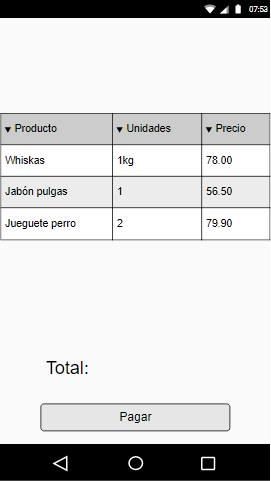 07:53
Producto Unidades Precio
Whiskas 1kg 78.00
Jabón pulgas 1 56.50
Jueguete perro 2 79.90
Total:
Pagar